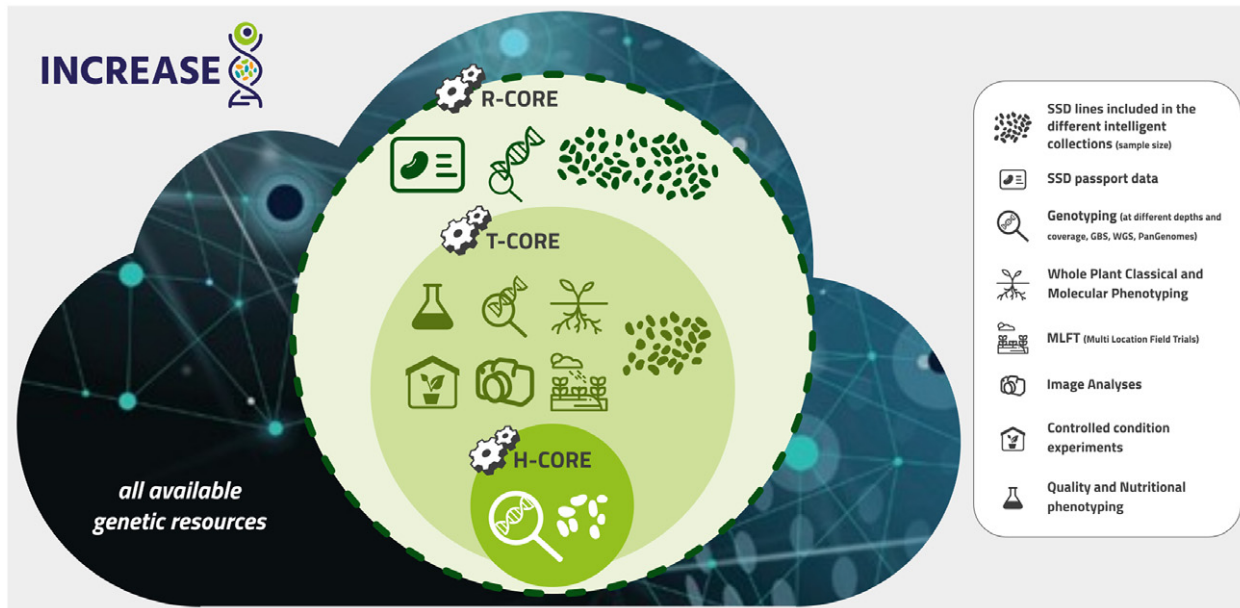 INCREASE
R-CORE
T-CORE
H-CORE
all available
genetic resources
SSD lines included in the
different intelligent
collections (sample size)
SSD passport data
Genotyping (at different depths and
coverage, GBS, WGS, PanGenomes)
Whole Plant Classical and
Molecular Phenotyping
MLFT (Multi Location Field Trials)
Image Analyses
Controlled condition
experiments
Quality and Nutritional
phenotyping